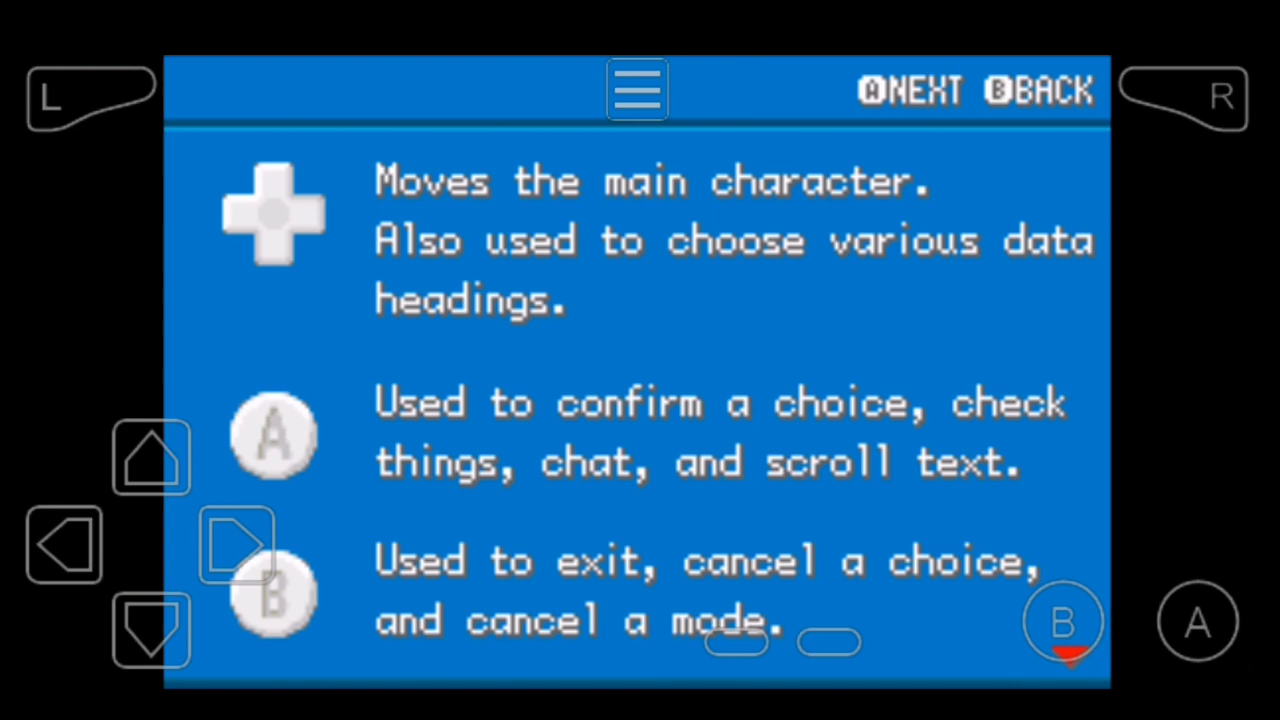 L
ⒶNEXT ⒷBACK
R
Moves the main character.
Also used to choose various data
headings.
A
Used to confirm a choice, check
things, chat, and scroll text.
B
Used to exit, cancel a choice,
and cancel a mode.
B
A